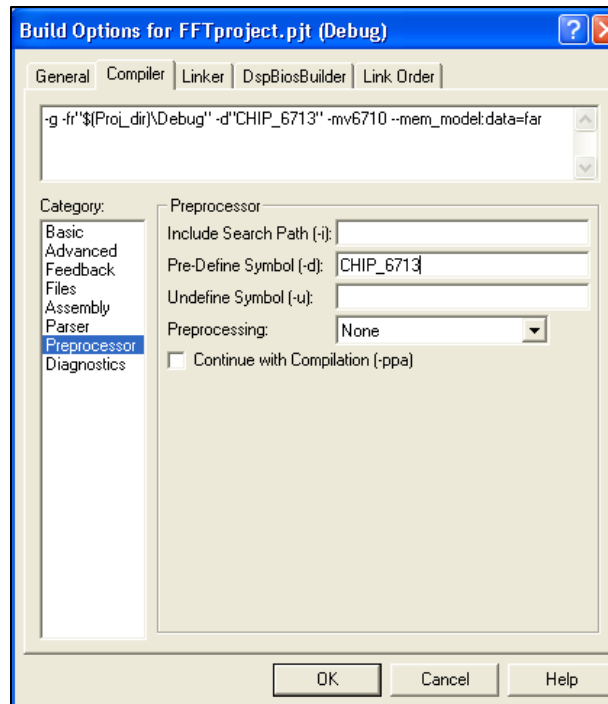 Build Options for FFTproject.pjt (Debug)
General Compiler Linker DspBiosBuilder Link Order
-g -fr"$(Proj_dir)\Debug" -d"CHIP_6713" -mv6710 --mem_model:data=far
Category:
Basic
Advanced
Feedback
Files
Assembly
Parser
Preprocessor
Diagnostics
Preprocessor
Include Search Path (-i):
Pre-Define Symbol (-d): CHIP_6713
Undefine Symbol (-u):
Preprocessing: None
Continue with Compilation (-ppa)
OK Cancel Help